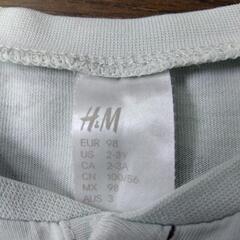 H&M
EUR 98
US 2-3Y
CA 2-3A
CN 100/56
MX 98
AUS 3